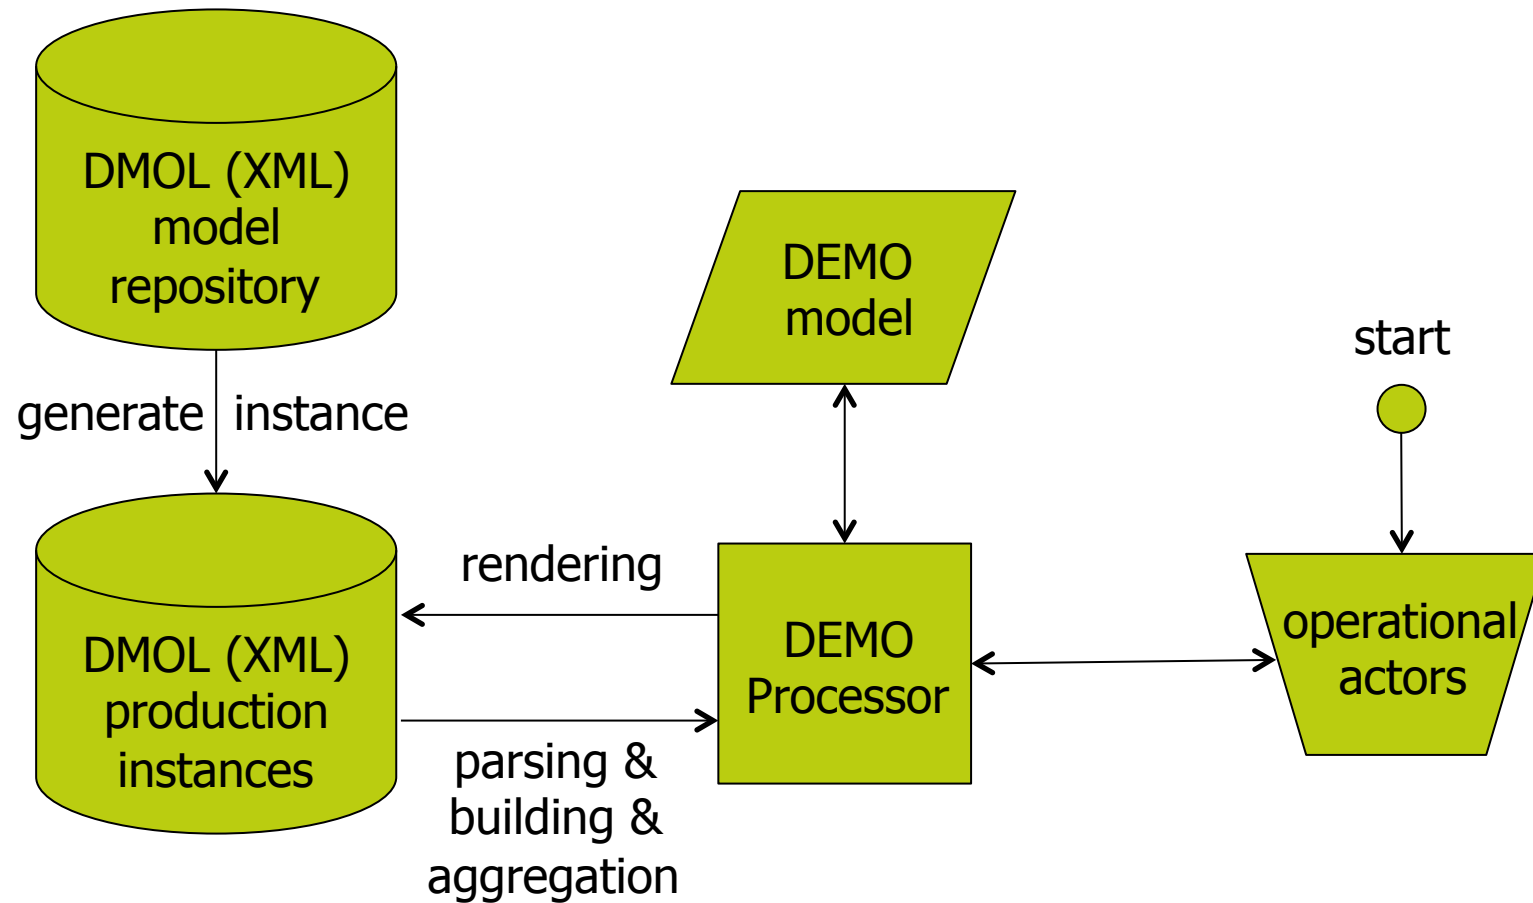 DMOL (XML)
model
repository
generate instance
DMOL (XML)
production
instances
rendering
parsing &
building &
aggregation
DEMO
model
DEMO
Processor
start
operational
actors